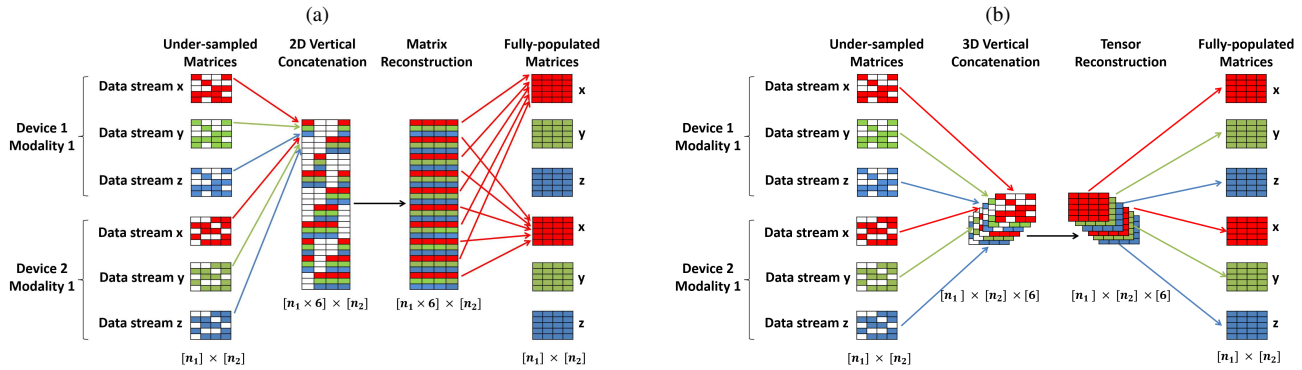 (a)
Under-sampled Matrices
2D Vertical Concatenation
Matrix Reconstruction
Fully-populated Matrices
Device 1 Modality 1
Data stream x
Data stream y
Data stream z
x
y
z
Device 2 Modality 1
Data stream x
Data stream y
Data stream z
x
y
z
[n₁ × 6] × [n₂]
[n₁ × 6] × [n₂]
[n₁] × [n₂]
[n₁] × [n₂]
(b)
Under-sampled Matrices
3D Vertical Concatenation
Tensor Reconstruction
Fully-populated Matrices
Device 1 Modality 1
Data stream x
Data stream y
Data stream z
x
y
z
Device 2 Modality 1
Data stream x
Data stream y
Data stream z
x
y
z
[n₁] × [n₂] × [6]
[n₁] × [n₂] × [6]
[n₁] × [n₂]
[n₁] × [n₂]